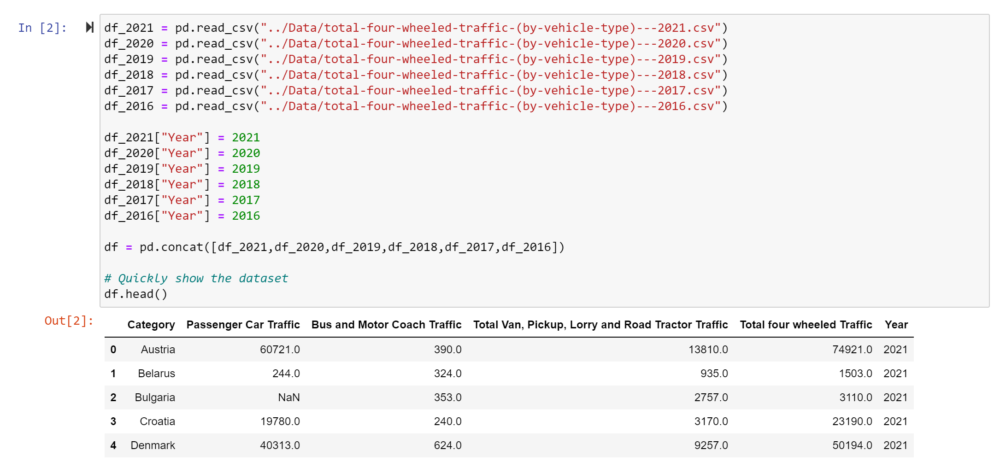 In [2]:
df_2021 = pd.read_csv("../Data/total-four-wheeled-traffic-(by-vehicle-type)---2021.csv")
df_2020 = pd.read_csv("../Data/total-four-wheeled-traffic-(by-vehicle-type)---2020.csv")
df_2019 = pd.read_csv("../Data/total-four-wheeled-traffic-(by-vehicle-type)---2019.csv")
df_2018 = pd.read_csv("../Data/total-four-wheeled-traffic-(by-vehicle-type)---2018.csv")
df_2017 = pd.read_csv("../Data/total-four-wheeled-traffic-(by-vehicle-type)---2017.csv")
df_2016 = pd.read_csv("../Data/total-four-wheeled-traffic-(by-vehicle-type)---2016.csv")
df_2021["Year"] = 2021
df_2020["Year"] = 2020
df_2019["Year"] = 2019
df_2018["Year"] = 2018
df_2017["Year"] = 2017
df_2016["Year"] = 2016
df = pd.concat([df_2021,df_2020,df_2019,df_2018,df_2017,df_2016])
# Quickly show the dataset
df.head()
Out[2]:
Category Passenger Car Traffic Bus and Motor Coach Traffic Total Van, Pickup, Lorry and Road Tractor Traffic Total four wheeled Traffic Year
0 Austria 60721.0 390.0 13810.0 74921.0 2021
1 Belarus 244.0 324.0 935.0 1503.0 2021
2 Bulgaria NaN 353.0 2757.0 3110.0 2021
3 Croatia 19780.0 240.0 3170.0 23190.0 2021
4 Denmark 40313.0 624.0 9257.0 50194.0 2021